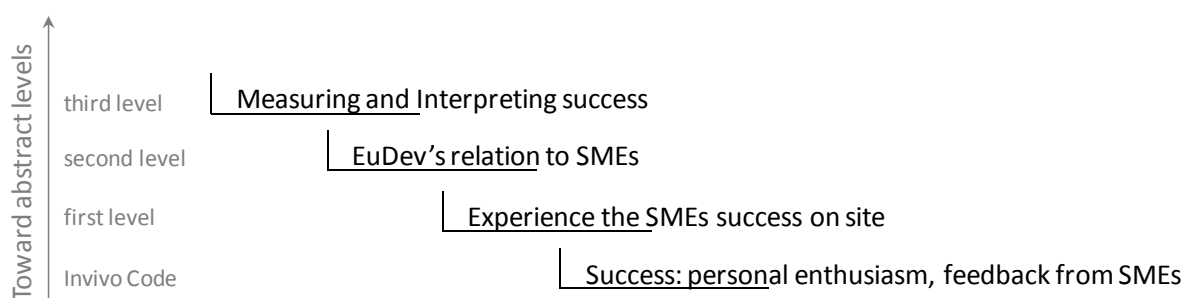 Toward abstract levels
third level
Measuring and Interpreting success
second level
EuDev's relation to SMEs
first level
Experience the SMEs success on site
Invivo Code
Success: personal enthusiasm, feedback from SMEs